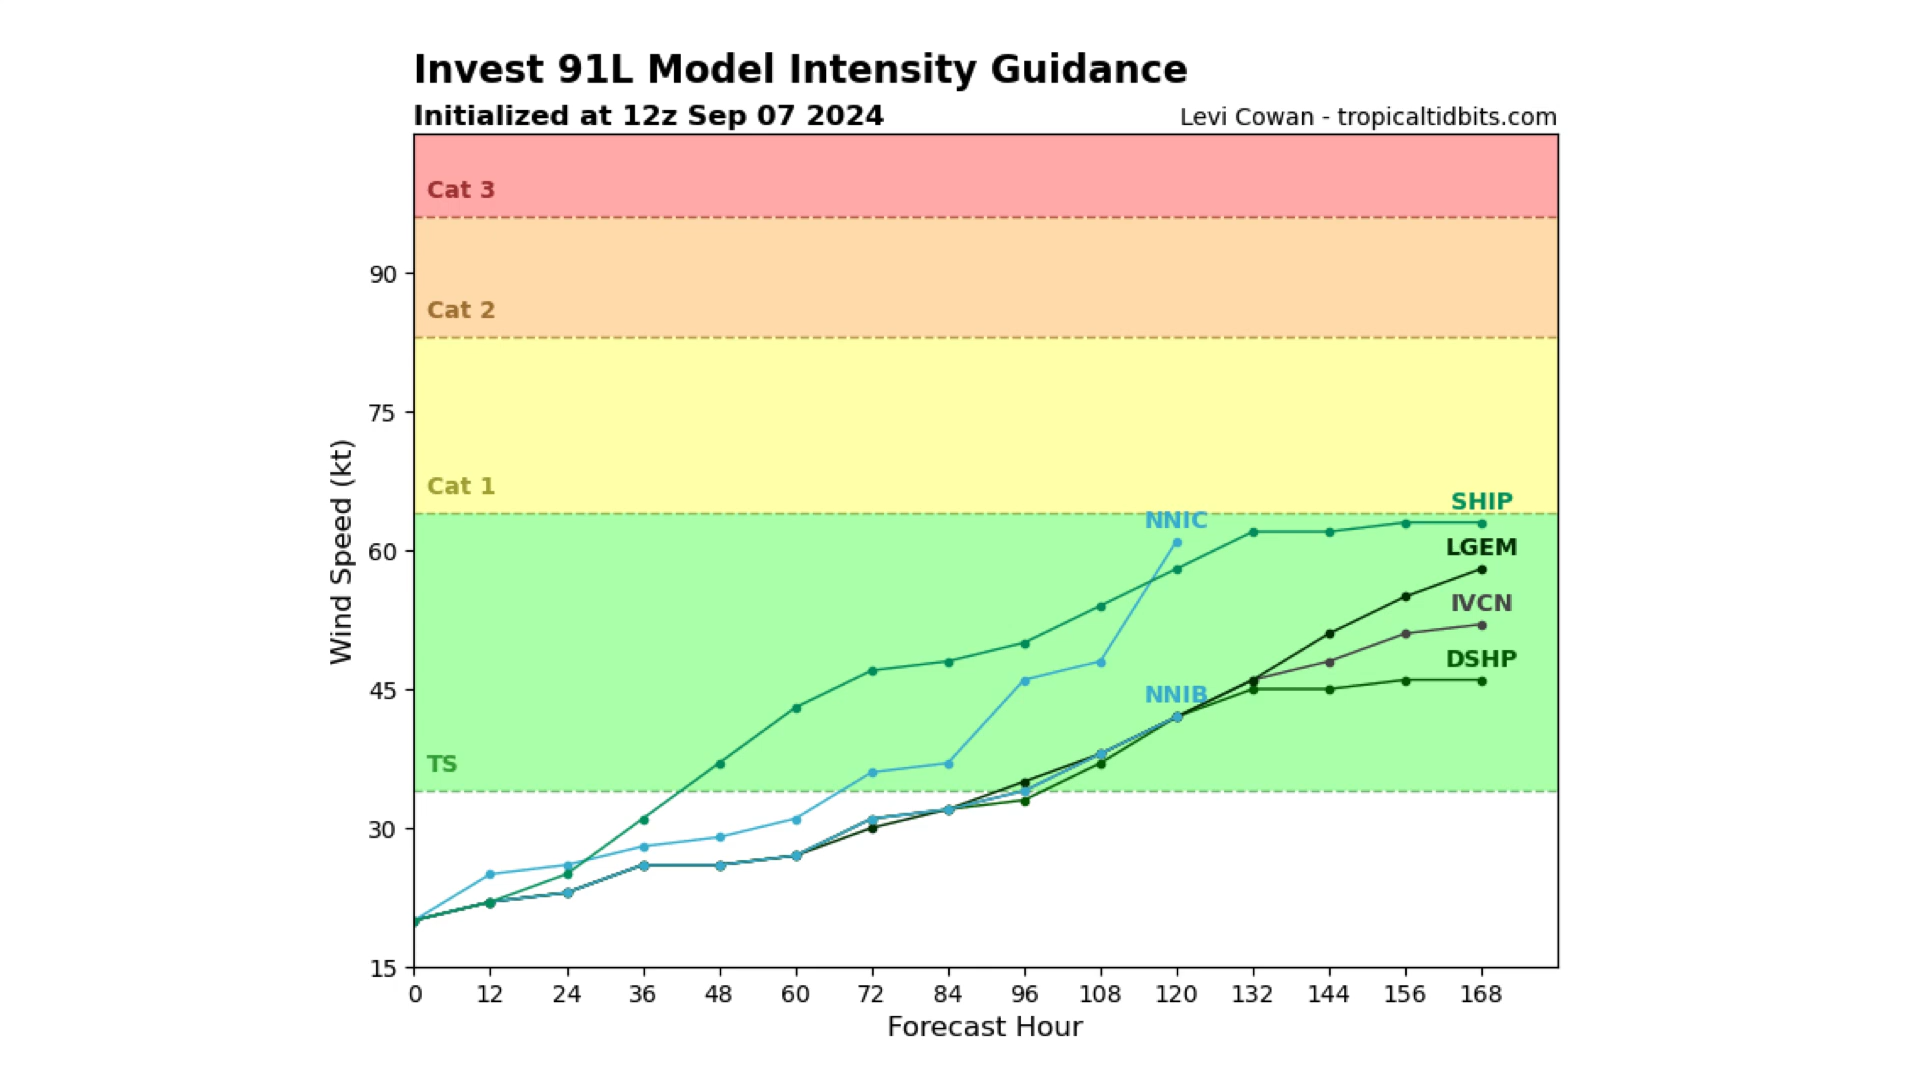 Invest 91L Model Intensity Guidance
Initialized at 12z Sep 07 2024
Levi Cowan - tropicaltidbits.com
Cat 3
90
Cat 2
75
Cat 1
SHIP
NNIC
60
LGEM
IVCN
DSHP
45
NNIB
TS
30
15
Wind Speed (kt)
0 12 24 36 48 60 72 84 96 108 120 132 144 156 168
Forecast Hour